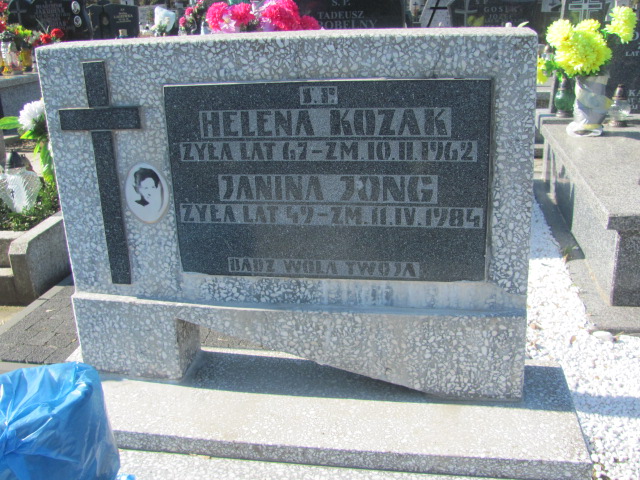 Ś.P.
HELENA KOZAK
ŻYŁA LAT 67-ZM. 10.II.1962
JANINA JONG
ŻYŁA LAT 49-ZM. 11.IV.1984
BĄDŹ WOLA TWOJA
S.P.
TADEUSZ